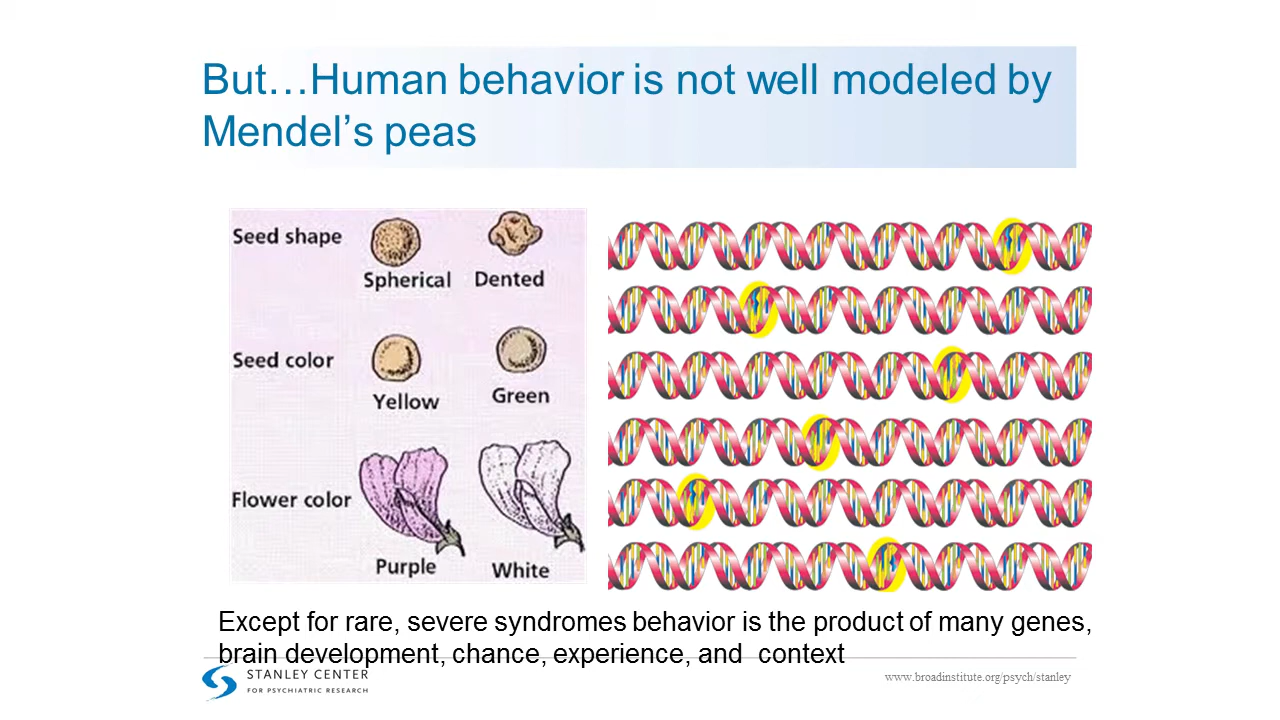 But…Human behavior is not well modeled by
Mendel’s peas
Seed shape
Spherical
Dented
Seed color
Yellow
Green
Flower color
Purple
White
Except for rare, severe syndromes behavior is the product of many genes,
brain development, chance, experience, and  context
STANLEY CENTER
FOR PSYCHIATRIC RESEARCH
www.broadinstitute.org/psych/stanley